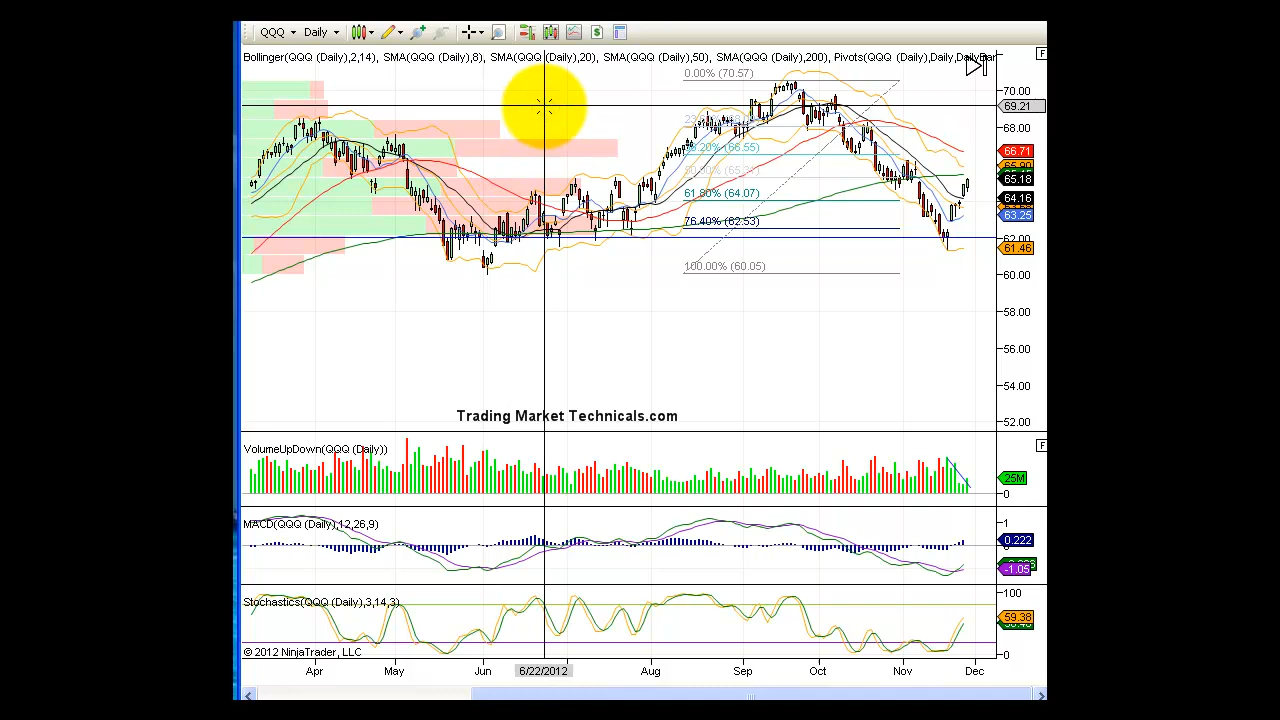 QQQ Daily
Bollinger(QQQ (Daily),2,14), SMA(QQQ (Daily),8), SMA(QQQ (Daily),20), SMA(QQQ (Daily),50), SMA(QQQ (Daily),200), Pivots(QQQ (Daily),Daily,
F
0.00% (70.57)
70.00
69.21
68.00
38.20% (66.55)
66.71
65.18
61.80% (64.07)
64.16
63.25
76.40% (62.53)
62.00
61.46
100.00% (60.05)
60.00
58.00
56.00
54.00
Trading Market Technicals.com
52.00
VolumeUpDown(QQQ (Daily))
F
25M
0
MACD(QQQ (Daily),12,26,9)
1
0.222
-1.05
Stochastics(QQQ (Daily),3,14,3)
100
59.38
© 2012 NinjaTrader, LLC
0
Apr May Jun 6/22/2012 Aug Sep Oct Nov Dec